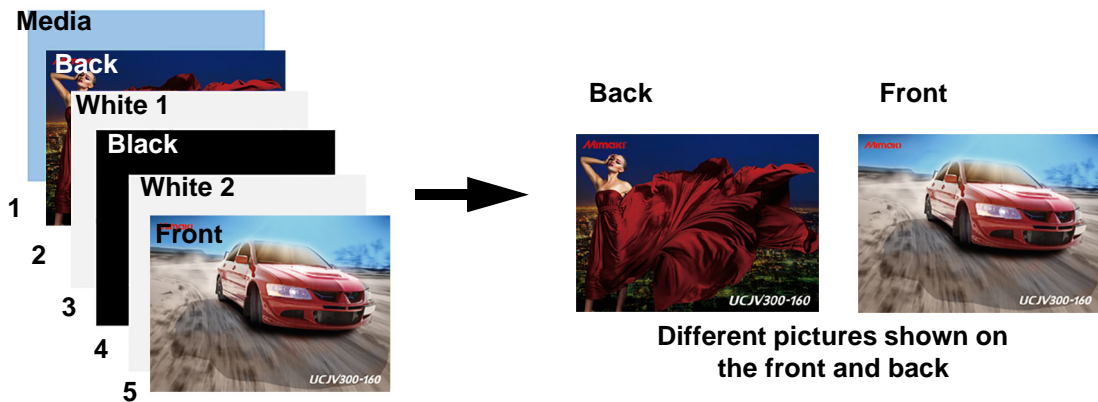 Media
Back
White 1
Black
White 2
Front
1
2
3
4
5
UCJV300-160
Back
Front
Mimaki
UCJV300-160
Mimaki
UCJV300-160
Different pictures shown on
the front and back